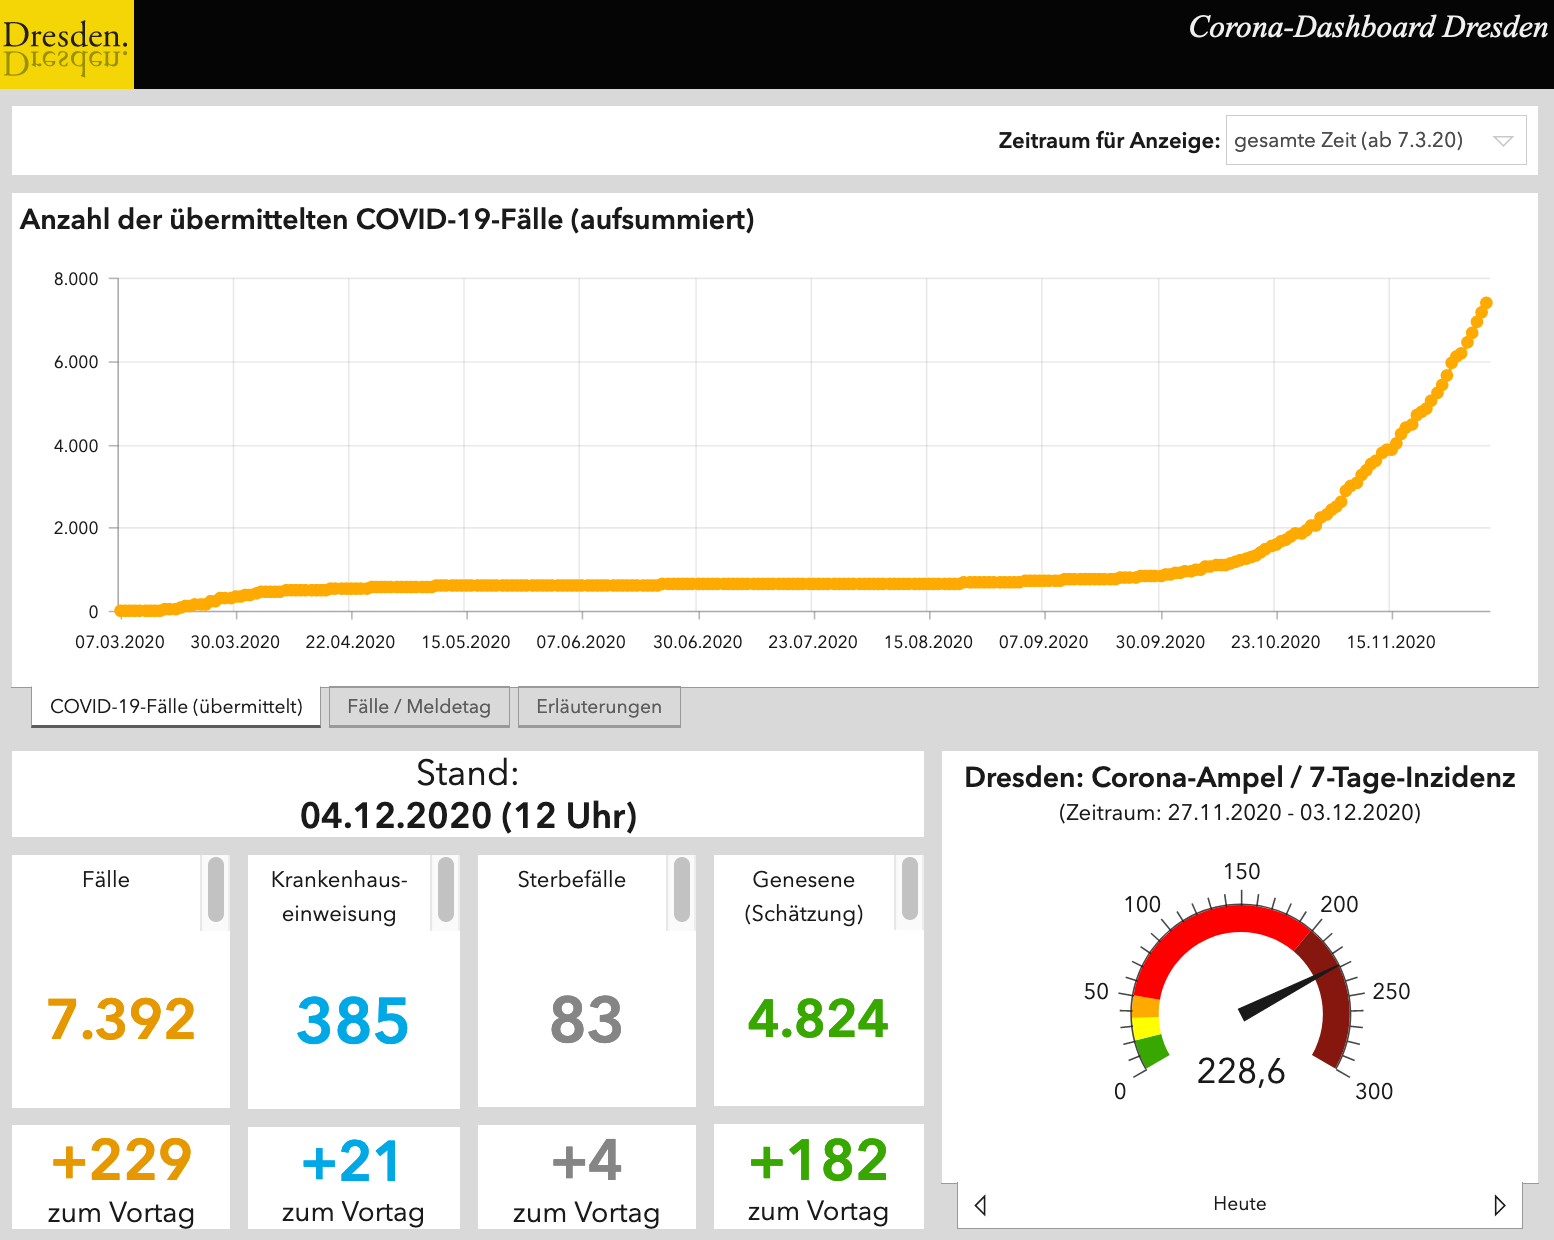 Dresden.
Dresden.
Corona-Dashboard Dresden
Zeitraum für Anzeige: gesamte Zeit (ab 7.3.20)
Anzahl der übermittelten COVID-19-Fälle (aufsummiert)
8.000
6.000
4.000
2.000
0
07.03.2020 30.03.2020 22.04.2020 15.05.2020 07.06.2020 30.06.2020 23.07.2020 15.08.2020 07.09.2020 30.09.2020 23.10.2020 15.11.2020
COVID-19-Fälle (übermittelt) Fälle / Meldetag Erläuterungen
Stand:
04.12.2020 (12 Uhr)
Fälle
7.392
+229
zum Vortag
Krankenhaus-
einweisung
385
+21
zum Vortag
Sterbefälle
83
+4
zum Vortag
Genesene
(Schätzung)
4.824
+182
zum Vortag
Dresden: Corona-Ampel / 7-Tage-Inzidenz
(Zeitraum: 27.11.2020 - 03.12.2020)
0
50
100
150
200
250
300
228,6
Heute